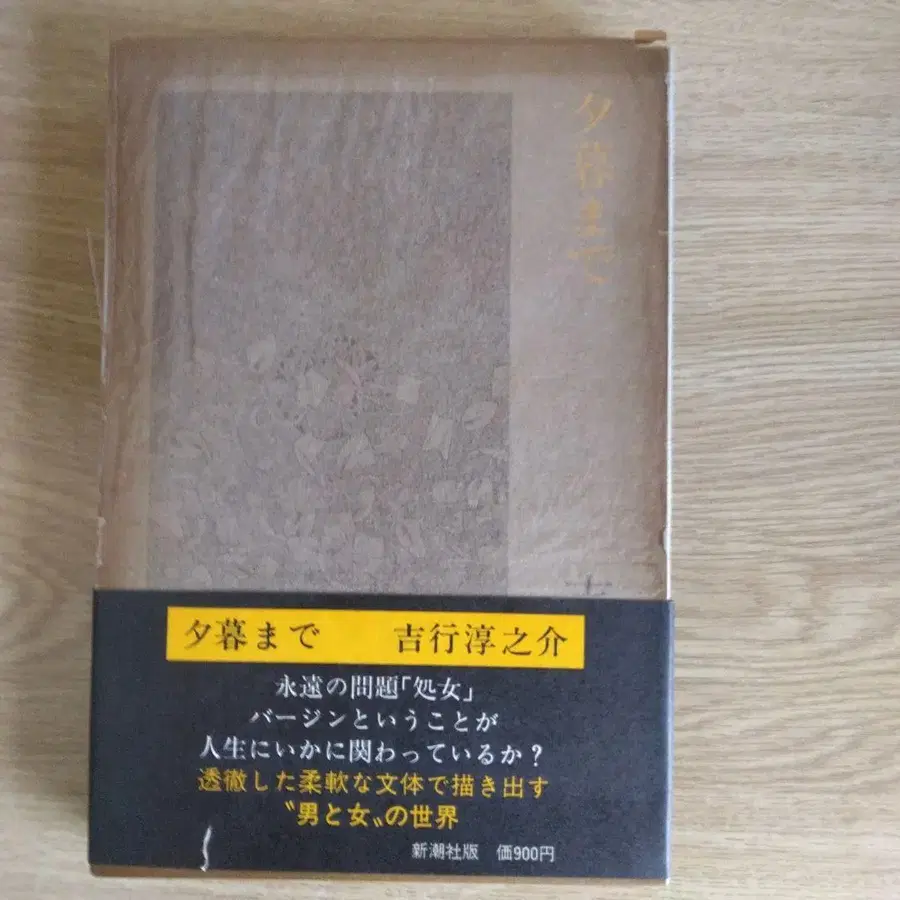 夕暮まで
夕暮まで 吉行淳之介
永遠の問題「処女」
バージンということが
人生にいかに関わっているか?
透徹した柔軟な文体で描き出す
〝男と女〟の世界
新潮社版 価900円